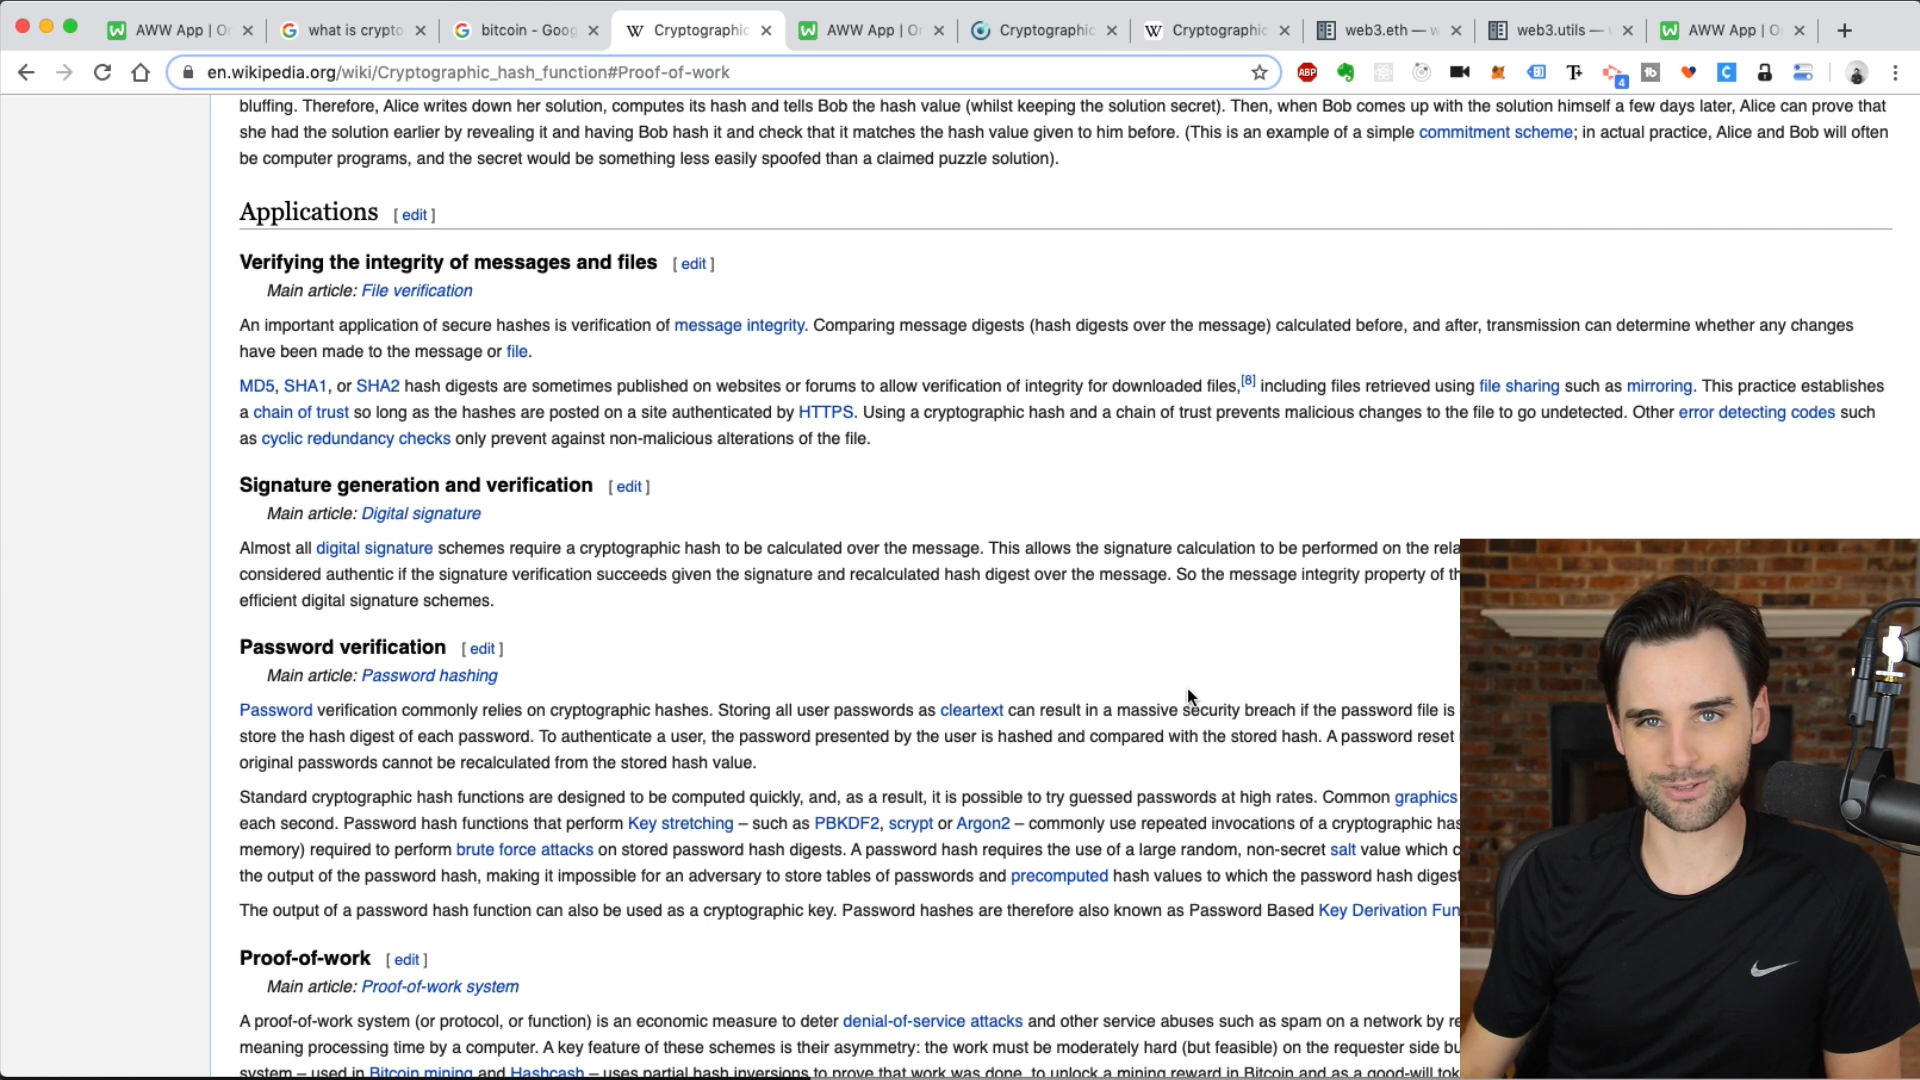 AWW App | O
what is crypto
bitcoin - Goog
Cryptographic
AWW App | O
Cryptographic
Cryptographic
web3.eth — w
web3.utils —
AWW App | O
en.wikipedia.org/wiki/Cryptographic_hash_function#Proof-of-work
ABP
4
bluffing. Therefore, Alice writes down her solution, computes its hash and tells Bob the hash value (whilst keeping the solution secret). Then, when Bob comes up with the solution himself a few days later, Alice can prove that
she had the solution earlier by revealing it and having Bob hash it and check that it matches the hash value given to him before. (This is an example of a simple commitment scheme; in actual practice, Alice and Bob will often
be computer programs, and the secret would be something less easily spoofed than a claimed puzzle solution).
Applications [ edit ]
Verifying the integrity of messages and files [ edit ]
Main article: File verification
An important application of secure hashes is verification of message integrity. Comparing message digests (hash digests over the message) calculated before, and after, transmission can determine whether any changes
have been made to the message or file.
MD5, SHA1, or SHA2 hash digests are sometimes published on websites or forums to allow verification of integrity for downloaded files,[8] including files retrieved using file sharing such as mirroring. This practice establishes
a chain of trust so long as the hashes are posted on a site authenticated by HTTPS. Using a cryptographic hash and a chain of trust prevents malicious changes to the file to go undetected. Other error detecting codes such
as cyclic redundancy checks only prevent against non-malicious alterations of the file.
Signature generation and verification [ edit ]
Main article: Digital signature
Almost all digital signature schemes require a cryptographic hash to be calculated over the message. This allows the signature calculation to be performed on the rela
considered authentic if the signature verification succeeds given the signature and recalculated hash digest over the message. So the message integrity property of th
efficient digital signature schemes.
Password verification [ edit ]
Main article: Password hashing
Password verification commonly relies on cryptographic hashes. Storing all user passwords as cleartext can result in a massive security breach if the password file is
store the hash digest of each password. To authenticate a user, the password presented by the user is hashed and compared with the stored hash. A password reset
original passwords cannot be recalculated from the stored hash value.
Standard cryptographic hash functions are designed to be computed quickly, and, as a result, it is possible to try guessed passwords at high rates. Common graphics
each second. Password hash functions that perform Key stretching – such as PBKDF2, scrypt or Argon2 – commonly use repeated invocations of a cryptographic has
memory) required to perform brute force attacks on stored password hash digests. A password hash requires the use of a large random, non-secret salt value which c
the output of the password hash, making it impossible for an adversary to store tables of passwords and precomputed hash values to which the password hash digest
The output of a password hash function can also be used as a cryptographic key. Password hashes are therefore also known as Password Based Key Derivation Fun
Proof-of-work [ edit ]
Main article: Proof-of-work system
A proof-of-work system (or protocol, or function) is an economic measure to deter denial-of-service attacks and other service abuses such as spam on a network by re
meaning processing time by a computer. A key feature of these schemes is their asymmetry: the work must be moderately hard (but feasible) on the requester side bu
system – used in Bitcoin mining and Hashcash – uses partial hash inversions to prove that work was done, to unlock a mining reward in Bitcoin and as a good-will tok